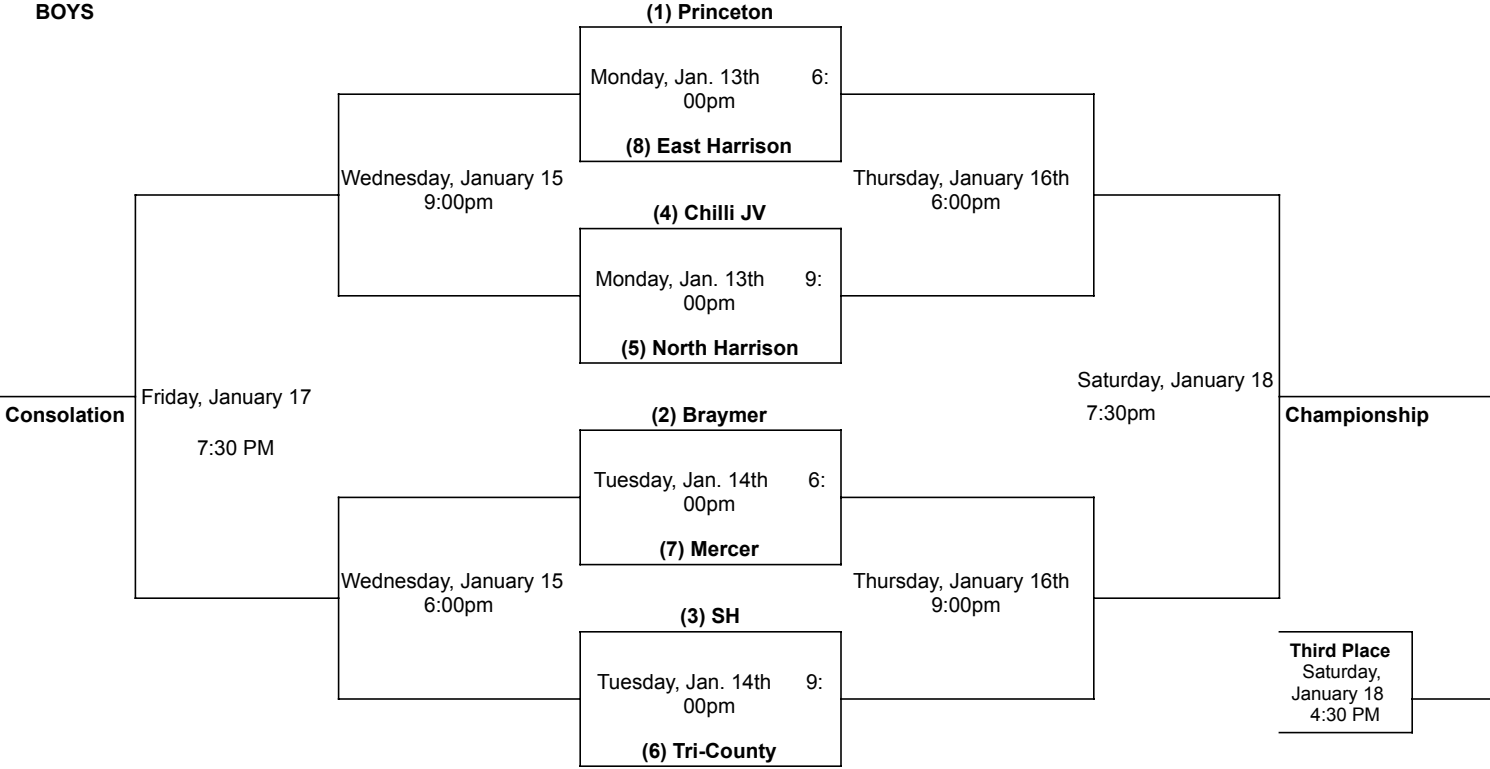 BOYS
(1) Princeton
Monday, Jan. 13th 6:
00pm
(8) East Harrison
Wednesday, January 15
9:00pm
Thursday, January 16th
6:00pm
(4) Chilli JV
Monday, Jan. 13th 9:
00pm
(5) North Harrison
Friday, January 17
7:30 PM
Consolation
Saturday, January 18
7:30pm
Championship
(2) Braymer
Tuesday, Jan. 14th 6:
00pm
(7) Mercer
Wednesday, January 15
6:00pm
Thursday, January 16th
9:00pm
(3) SH
Tuesday, Jan. 14th 9:
00pm
(6) Tri-County
Third Place
Saturday,
January 18
4:30 PM